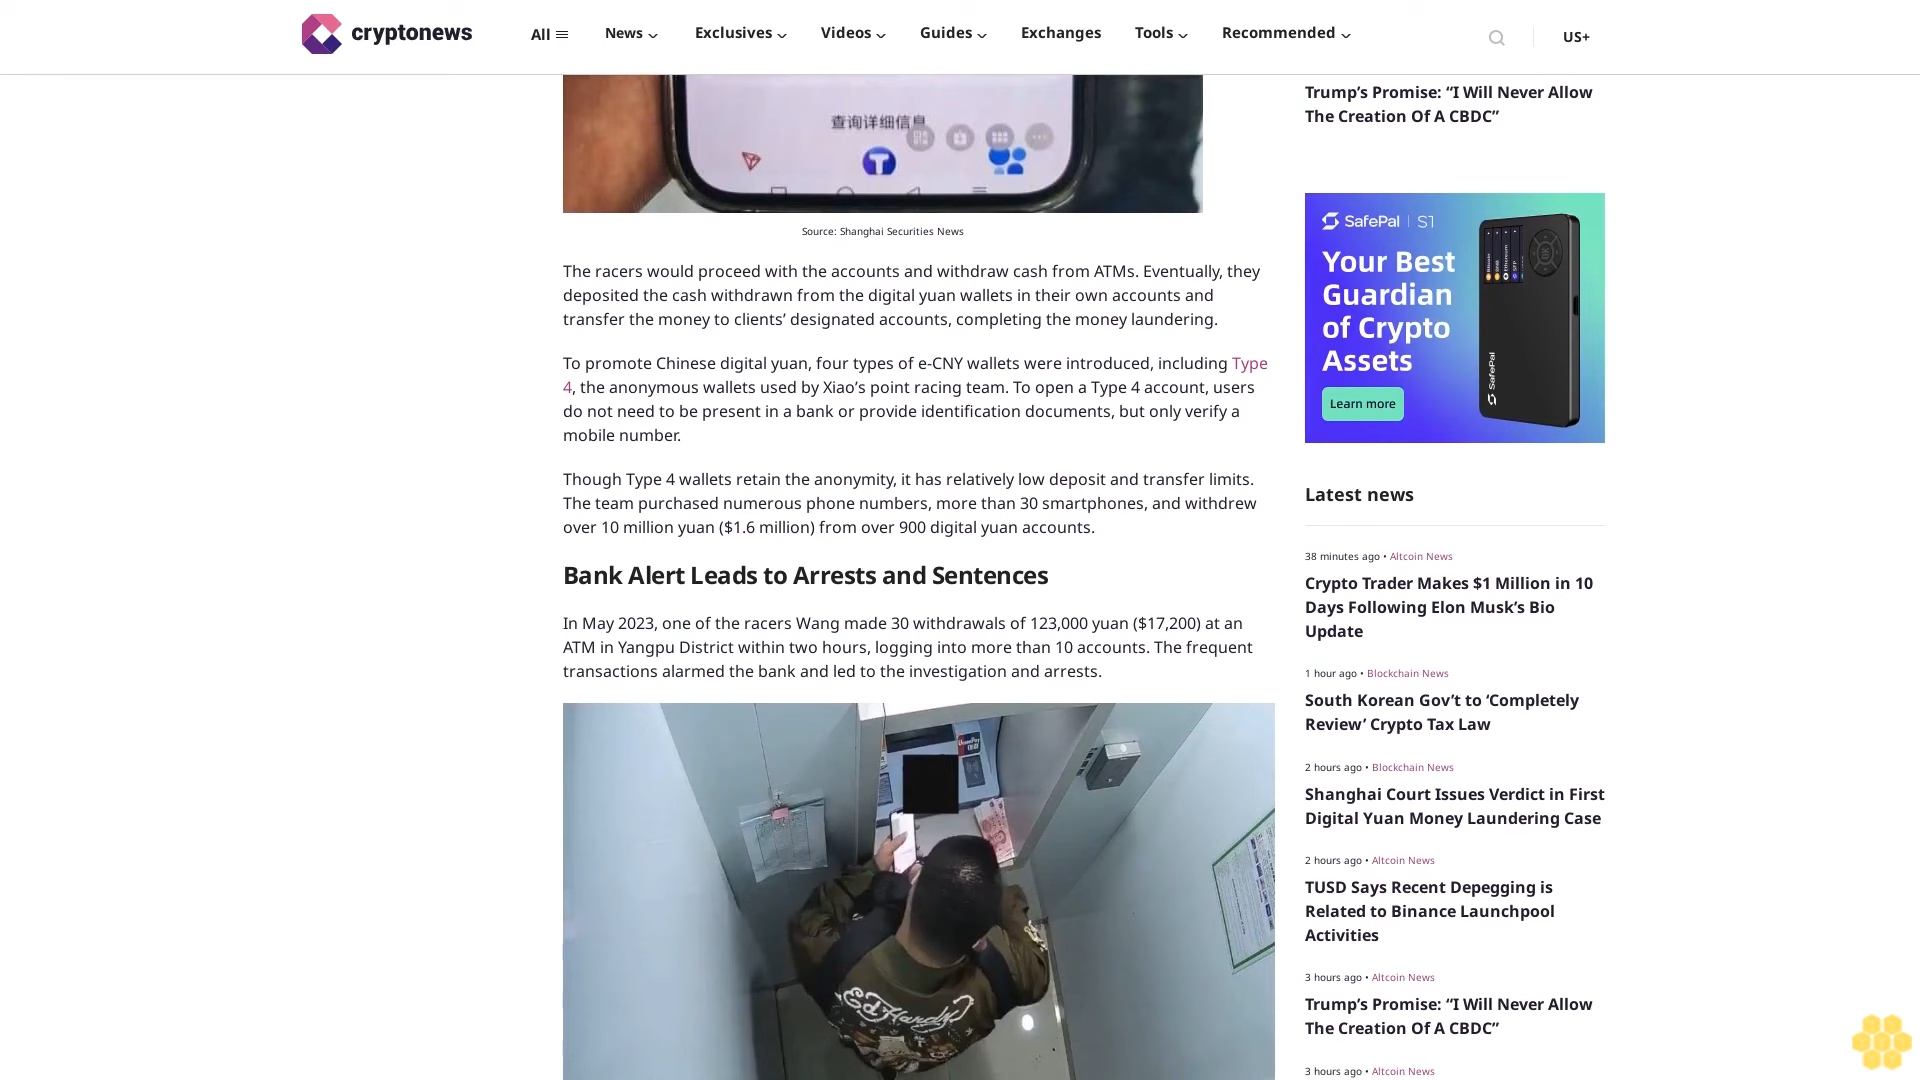 cryptonews
All
News
Exclusives
Videos
Guides
Exchanges
Tools
Recommended
US+
查询详细信息
Source: Shanghai Securities News
The racers would proceed with the accounts and withdraw cash from ATMs. Eventually, they
deposited the cash withdrawn from the digital yuan wallets in their own accounts and
transfer the money to clients’ designated accounts, completing the money laundering.
To promote Chinese digital yuan, four types of e-CNY wallets were introduced, including Type
4, the anonymous wallets used by Xiao’s point racing team. To open a Type 4 account, users
do not need to be present in a bank or provide identification documents, but only verify a
mobile number.
Though Type 4 wallets retain the anonymity, it has relatively low deposit and transfer limits.
The team purchased numerous phone numbers, more than 30 smartphones, and withdrew
over 10 million yuan ($1.6 million) from over 900 digital yuan accounts.
Bank Alert Leads to Arrests and Sentences
In May 2023, one of the racers Wang made 30 withdrawals of 123,000 yuan ($17,200) at an
ATM in Yangpu District within two hours, logging into more than 10 accounts. The frequent
transactions alarmed the bank and led to the investigation and arrests.
UnionPay
Ed Hardy
Trump’s Promise: “I Will Never Allow
The Creation Of A CBDC”
SafePal | S1
Your Best
Guardian
of Crypto
Assets
Learn more
SafePal
Latest news
38 minutes ago • Altcoin News
Crypto Trader Makes $1 Million in 10
Days Following Elon Musk’s Bio
Update
1 hour ago • Blockchain News
South Korean Gov’t to ‘Completely
Review’ Crypto Tax Law
2 hours ago • Blockchain News
Shanghai Court Issues Verdict in First
Digital Yuan Money Laundering Case
2 hours ago • Altcoin News
TUSD Says Recent Depegging is
Related to Binance Launchpool
Activities
3 hours ago • Altcoin News
Trump’s Promise: “I Will Never Allow
The Creation Of A CBDC”
3 hours ago • Altcoin News